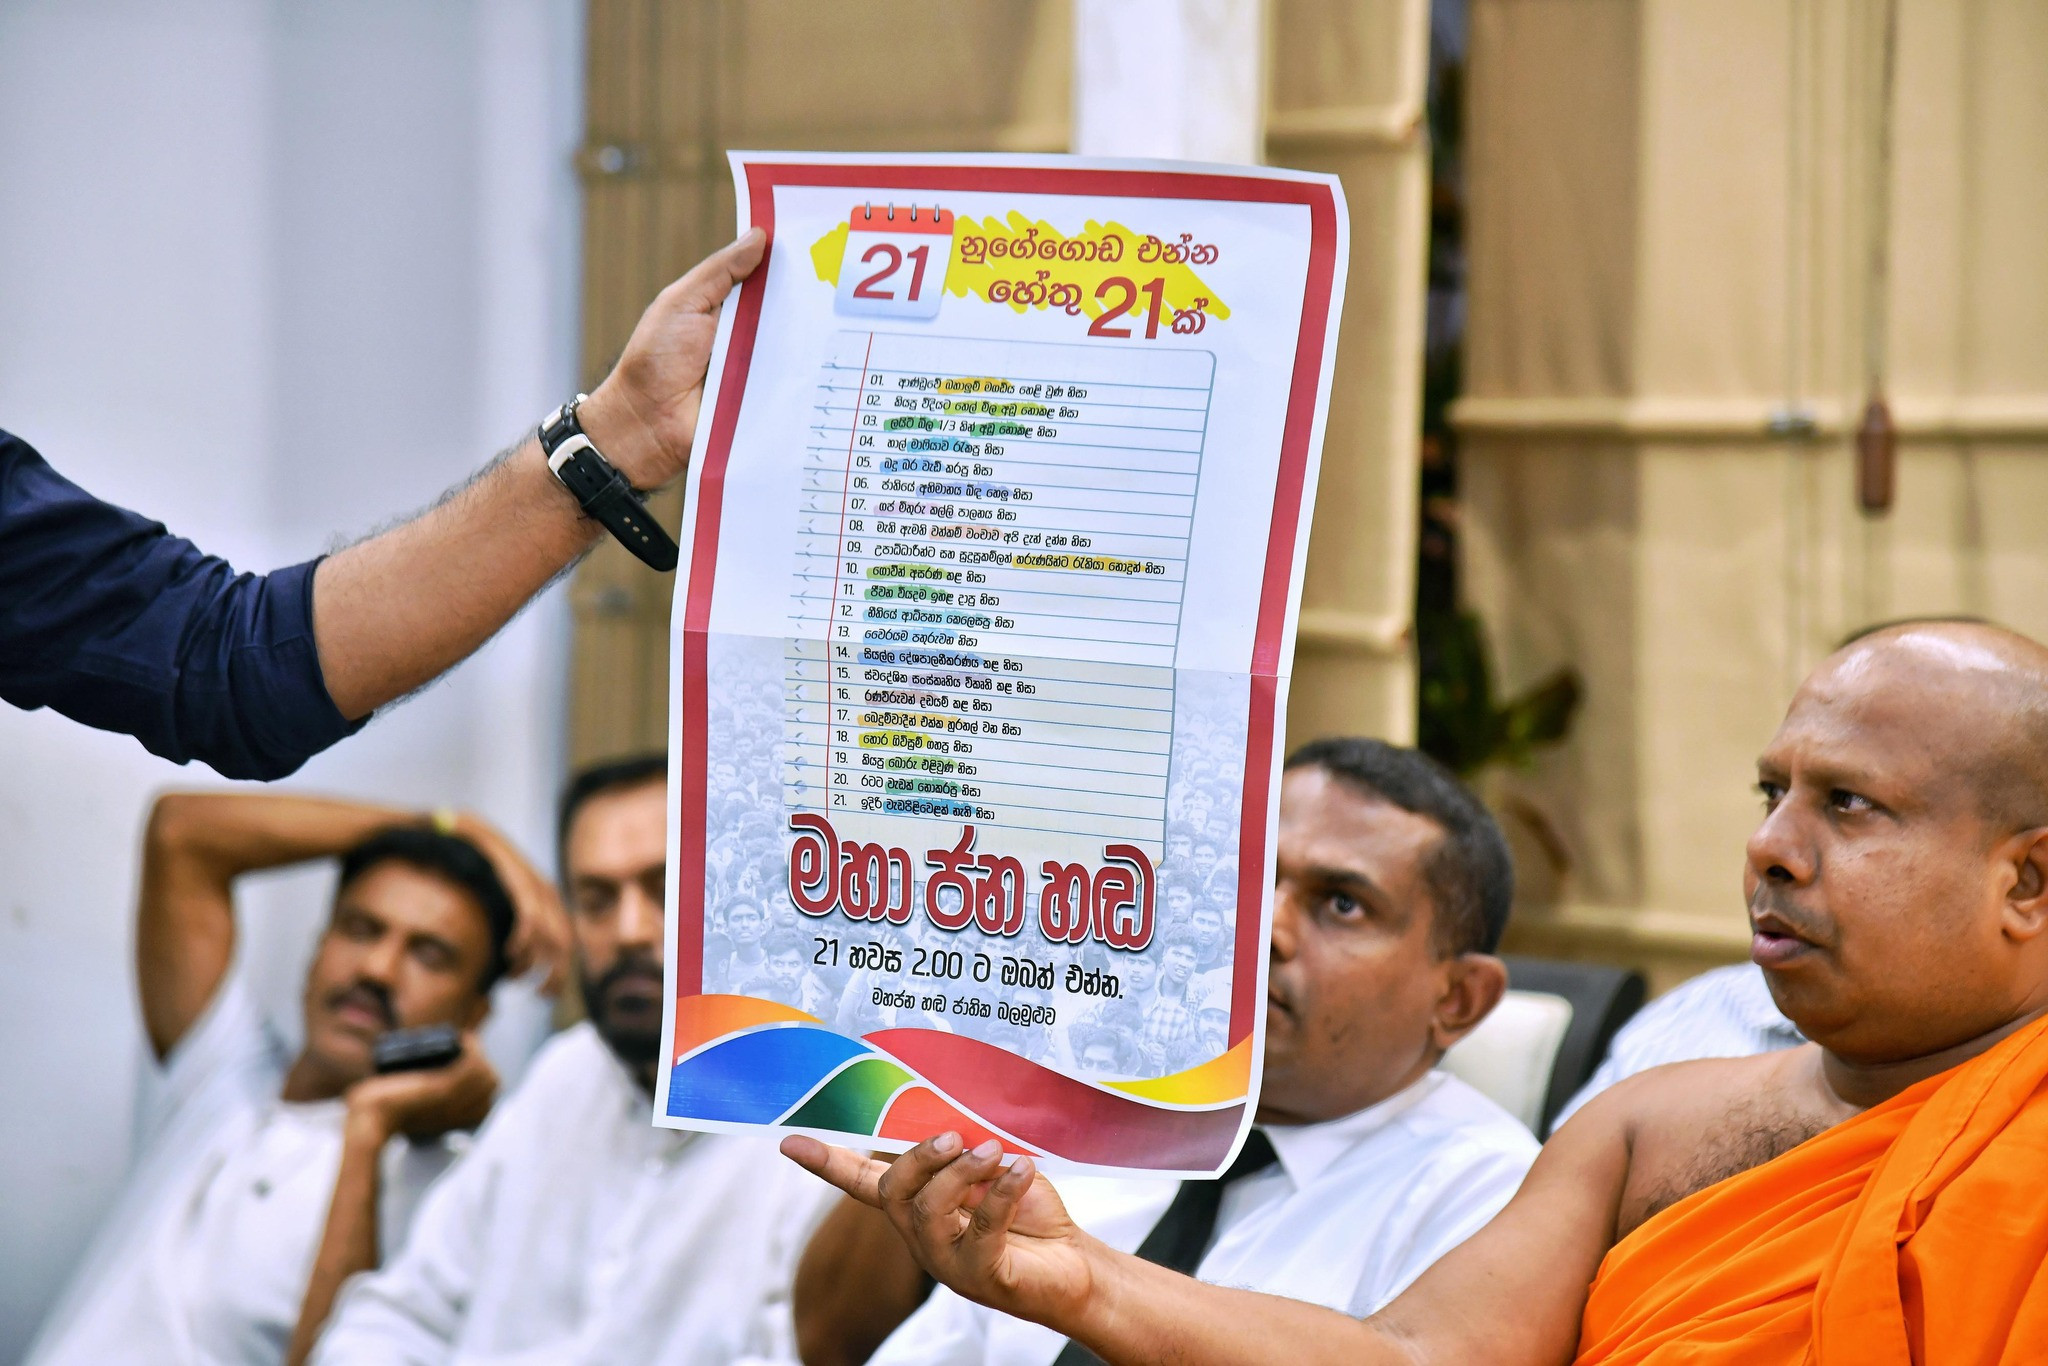 21
නුගේගොඩ එන්න
හේතු 21ක්
01. ආණ්ඩුවේ බහාලුම් මගඩිය හෙළි වුණ නිසා
02. කියපු විදියට තෙල් මිල අඩු නොකළ නිසා
03. ලයිට් බිල 1/3 කින් අඩු නොකළ නිසා
04. හාල් මාෆියාව රැකපු නිසා
05. බදු බර වැඩි කරපු නිසා
06. ජාතියේ අභිමානය බිඳ හෙලූ නිසා
07. ගජ මිතුරු කල්ලි පාලනය නිසා
08. මැති ඇමති වත්කම් වංචාව අපි දැන් දන්න නිසා
09. උපාධිධාරීන්ට සහ සුදුසුකම්ලත් තරුණයින්ට රැකියා නොදුන් නිසා
10. ගොවීන් අසරණ කළ නිසා
11. ජීවන වියදම ඉහළ දාපු නිසා
12. නීතියේ ආධිපත්‍ය කෙලෙසපු නිසා
13. වෛරයම පතුරුවන නිසා
14. සියල්ල දේශපාලනීකරණය කළ නිසා
15. ස්වදේශික සංස්කෘතිය විකෘති කළ නිසා
16. රණවිරුවන් දඩයම් කළ නිසා
17. බෙදුම්වාදීන් එක්ක හුරතල් වන නිසා
18. හොර ගිවිසුම් ගහපු නිසා
19. කියපු බොරු එළිවුණ නිසා
20. රටට වැඩක් නොකරපු නිසා
21. ඉදිරි වැඩපිළිවෙළක් නැති නිසා
මහා ජන හඬ
21 හවස 2.00 ට ඔබත් එන්න.
මහජන හඬ ජාතික බලමුළුව